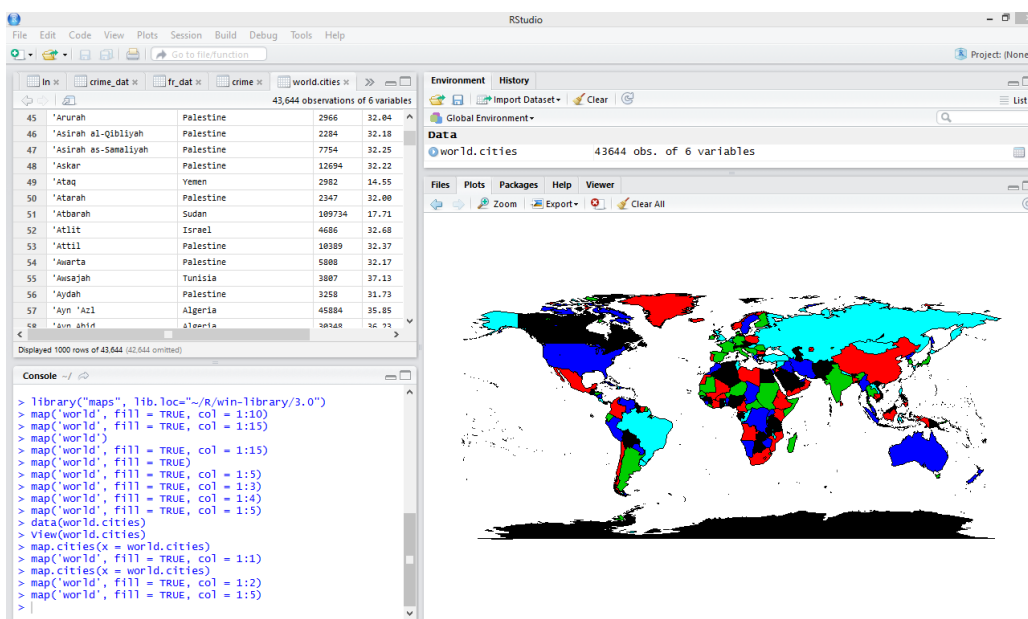 RStudio
File Edit Code View Plots Session Build Debug Tools Help
Go to file/function
Project: (None
In crime_dat fr_dat crime world.cities
43,644 observations of 6 variables
45 'Arurah Palestine 2966 32.04
46 'Asirah al-Qibliyah Palestine 2284 32.18
47 'Asirah as-Samaliyah Palestine 7754 32.25
48 'Askar Palestine 12694 32.22
49 'Ataq Yemen 2982 14.55
50 'Atarah Palestine 2347 32.00
51 'Atbarah Sudan 109734 17.71
52 'Atlit Israel 4686 32.68
53 'Attil Palestine 10389 32.37
54 'Awarta Palestine 5808 32.17
55 'Awsajah Tunisia 3807 37.13
56 'Aydah Palestine 3258 31.73
57 'Ayn 'Azl Algeria 45884 35.85
58 'Ayn Abid Algeria 30348 36.23
Displayed 1000 rows of 43,644 (42,644 omitted)
Console ~/
> library("maps", lib.loc="~/R/win-library/3.0")
> map('world', fill = TRUE, col = 1:10)
> map('world', fill = TRUE, col = 1:15)
> map('world')
> map('world', fill = TRUE, col = 1:15)
> map('world', fill = TRUE)
> map('world', fill = TRUE, col = 1:5)
> map('world', fill = TRUE, col = 1:3)
> map('world', fill = TRUE, col = 1:4)
> map('world', fill = TRUE, col = 1:5)
> data(world.cities)
> View(world.cities)
> map.cities(x = world.cities)
> map('world', fill = TRUE, col = 1:1)
> map.cities(x = world.cities)
> map('world', fill = TRUE, col = 1:2)
> map('world', fill = TRUE, col = 1:5)
>
Environment History
Import Dataset Clear
List
Global Environment
Data
world.cities 43644 obs. of 6 variables
Files Plots Packages Help Viewer
Zoom Export Clear All